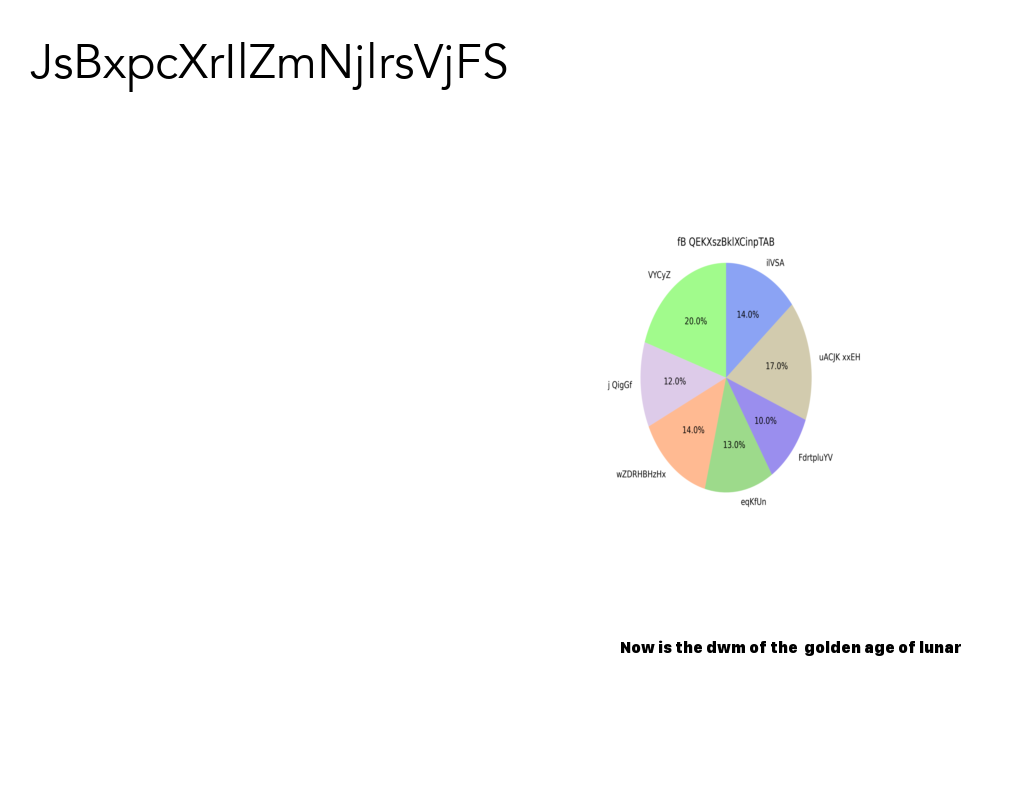 JsBxpcXrIlZmNjlrsVjFS
fB QEKXszBklXCinpTAB
ilVSA
VYCyZ
14.0%
20.0%
uACJK xxEH
17.0%
j QigGf
12.0%
10.0%
14.0%
13.0%
FdrtpluYV
wZDRHBHzHx
eqKfUn
Now is the dwm of the golden age of lunar